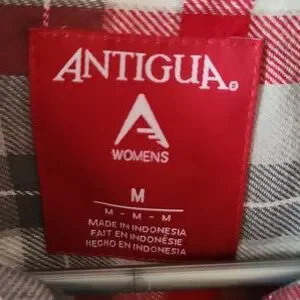 ANTIGUA®
WOMENS
M
M - M - M
MADE IN INDONESIA
FAIT EN INDONÉSIE
HECHO EN INDONESIA